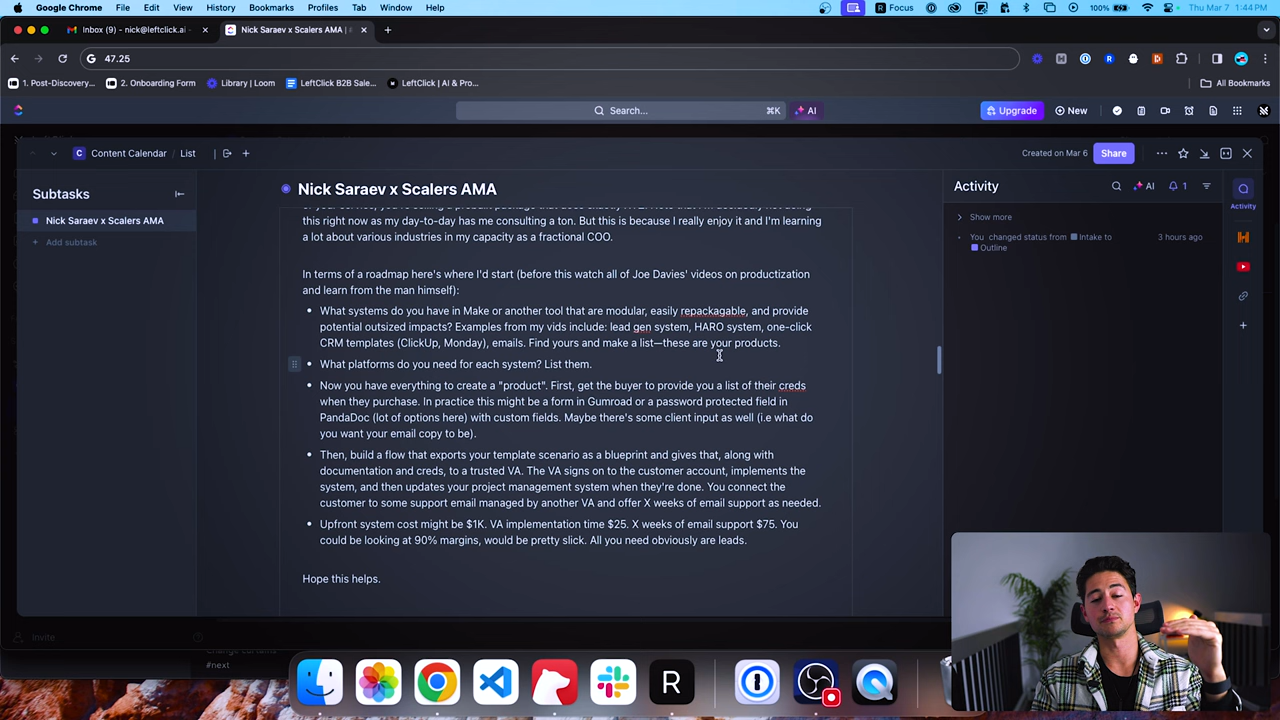 Google Chrome File Edit View History Bookmarks Profiles Tab Window Help
Focus 100% Thu Mar 7 1:44PM
Inbox (9) - nick@leftclick.ai -
Nick Saraev x Scalers AMA |
47.25
1. Post-Discovery...
2. Onboarding Form
Library | Loom
LeftClick B2B Sale...
LeftClick | AI & Pro...
All Bookmarks
Search... ⌘K AI
Upgrade
New
C Content Calendar / List
Created on Mar 6
Share
Subtasks
Nick Saraev x Scalers AMA
Add subtask
Nick Saraev x Scalers AMA
this right now as my day-to-day has me consulting a ton. But this is because I really enjoy it and I'm learning
a lot about various industries in my capacity as a fractional COO.
In terms of a roadmap here's where I'd start (before this watch all of Joe Davies' videos on productization
and learn from the man himself):
• What systems do you have in Make or another tool that are modular, easily repackagable, and provide
potential outsized impacts? Examples from my vids include: lead gen system, HARO system, one-click
CRM templates (ClickUp, Monday), emails. Find yours and make a list—these are your products.
• What platforms do you need for each system? List them.
• Now you have everything to create a "product". First, get the buyer to provide you a list of their creds
when they purchase. In practice this might be a form in Gumroad or a password protected field in
PandaDoc (lot of options here) with custom fields. Maybe there's some client input as well (i.e what do
you want your email copy to be).
• Then, build a flow that exports your template scenario as a blueprint and gives that, along with
documentation and creds, to a trusted VA. The VA signs on to the customer account, implements the
system, and then updates your project management system when they're done. You connect the
customer to some support email managed by another VA and offer X weeks of email support as needed.
• Upfront system cost might be $1K. VA implementation time $25. X weeks of email support $75. You
could be looking at 90% margins, would be pretty slick. All you need obviously are leads.
Hope this helps.
Activity
AI
1
Show more
You changed status from Intake to
Outline
3 hours ago
Activity
Invite
#next